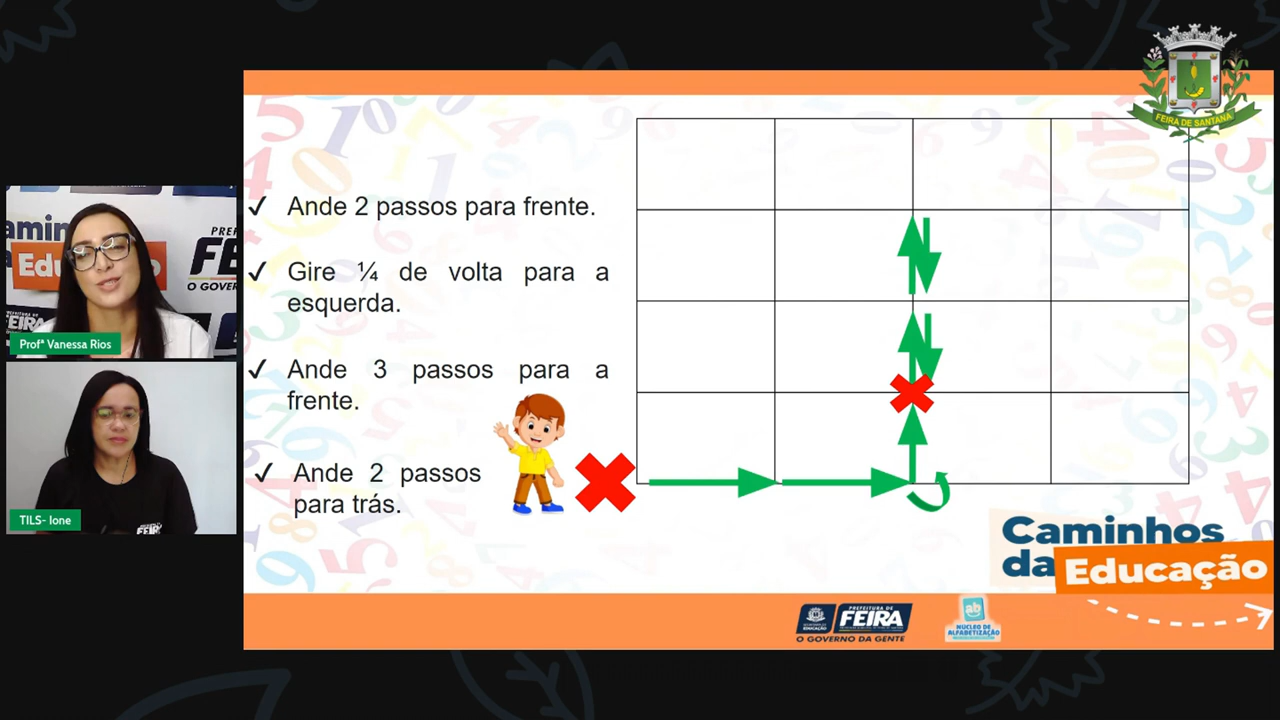 FEIRA DE SANTANA
✓ Ande 2 passos para frente.
✓ Gire ¼ de volta para a
esquerda.
✓ Ande 3 passos para a
frente.
✓ Ande 2 passos
para trás.
Profª Vanessa Rios
TILS- Ione
Caminhos
da Educação
EDUCAÇÃO
PREFEITURA DE
FEIRA
O GOVERNO DA GENTE
NÚCLEO DE
ALFABETIZAÇÃO